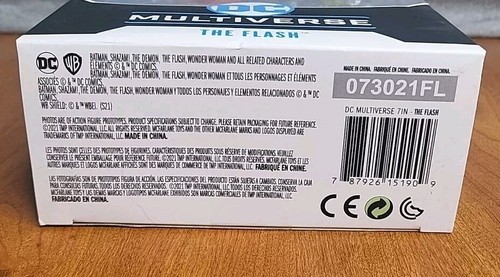 DC
MULTIVERSE
THE FLASH™
DC WB
BATMAN, SHAZAM!, THE DEMON, THE FLASH, WONDER WOMAN AND ALL RELATED CHARACTERS AND
ELEMENTS © & ™ DC COMICS.
BATMAN, SHAZAM!, THE DEMON, THE FLASH, WONDER WOMAN ET TOUS LES PERSONNAGES ET ÉLÉMENTS
ASSOCIÉS © & ™ DC COMICS.
BATMAN, SHAZAM!, THE DEMON, THE FLASH, WONDER WOMAN Y TODOS LOS PERSONAJES Y ELEMENTOS RELACIONADOS © & ™ DC
COMICS.
WB SHIELD: © & ™ WBEI. (S21)
PHOTOS ARE OF ACTION FIGURE PROTOTYPES. PRODUCT SPECIFICATIONS SUBJECT TO CHANGE. PLEASE RETAIN PACKAGING FOR FUTURE REFERENCE.
©2021 TMP INTERNATIONAL, LLC ALL RIGHTS RESERVED. MCFARLANE TOYS AND THE MCFARLANE MARKS AND LOGOS DISPLAYED ARE
TRADEMARKS OF TMP INTERNATIONAL, LLC. MADE IN CHINA.
LES PHOTOS SONT CELLES DES PROTOTYPES DE FIGURINES. CARACTÉRISTIQUES DES PRODUITS SOUS RÉSERVE DE MODIFICATIONS. VEUILLEZ
CONSERVER LE PRÉSENT EMBALLAGE POUR RÉFÉRENCE FUTURE. ©2021 TMP INTERNATIONAL, LLC TOUS DROITS RÉSERVÉS. MCFARLANE TOYS ET LES
AUTRES MARQUES ET LOGOS MCFARLANE AFFICHÉS SONT DES MARQUES DE COMMERCE DE TMP INTERNATIONAL, LLC. FABRIQUÉ EN CHINE.
LAS FOTOGRAFÍAS SON DE PROTOTIPOS FIGURA DE ACCIÓN. LAS ESPECIFICACIONES DEL PRODUCTO ESTÁN SUJETAS A CAMBIOS. CONSERVE LA CAJA
PARA CONSULTAS FUTURAS. ©2021 TMP INTERNATIONAL, LLC TODOS LOS DERECHOS RESERVADOS. MCFARLANE
TOYS Y LAS DEMÁS MARCAS Y LOGOTIPOS MCFARLANE EXHIBIDOS SON MARCAS COMERCIALES DE TMP INTERNATIONAL, LLC.
FABRICADO EN CHINA.
MADE IN CHINA. FABRIQUÉ EN CHINE. FABRICADO EN CHINA.
073021FL
DC MULTIVERSE 7IN - THE FLASH
7 87926 15190 9
CE